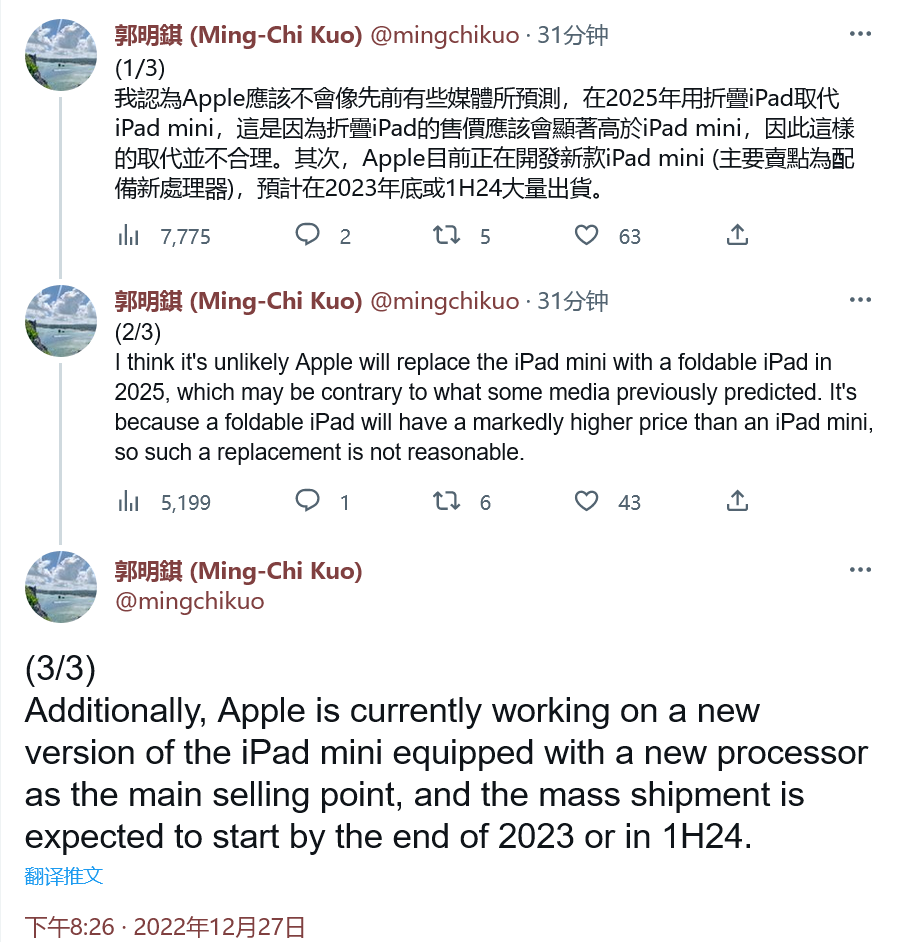 郭明錤 (Ming-Chi Kuo) @mingchikuo · 31分钟
(1/3)
我認為Apple應該不會像先前有些媒體所預測，在2025年用折疊iPad取代
iPad mini，這是因為折疊iPad的售價應該會顯著高於iPad mini，因此這樣
的取代並不合理。其次，Apple目前正在開發新款iPad mini (主要賣點為配
備新處理器)，預計在2023年底或1H24大量出貨。
7,775 2 5 63
郭明錤 (Ming-Chi Kuo) @mingchikuo · 31分钟
(2/3)
I think it's unlikely Apple will replace the iPad mini with a foldable iPad in
2025, which may be contrary to what some media previously predicted. It's
because a foldable iPad will have a markedly higher price than an iPad mini,
so such a replacement is not reasonable.
5,199 1 6 43
郭明錤 (Ming-Chi Kuo)
@mingchikuo
(3/3)
Additionally, Apple is currently working on a new
version of the iPad mini equipped with a new processor
as the main selling point, and the mass shipment is
expected to start by the end of 2023 or in 1H24.
翻译推文
下午8:26 · 2022年12月27日